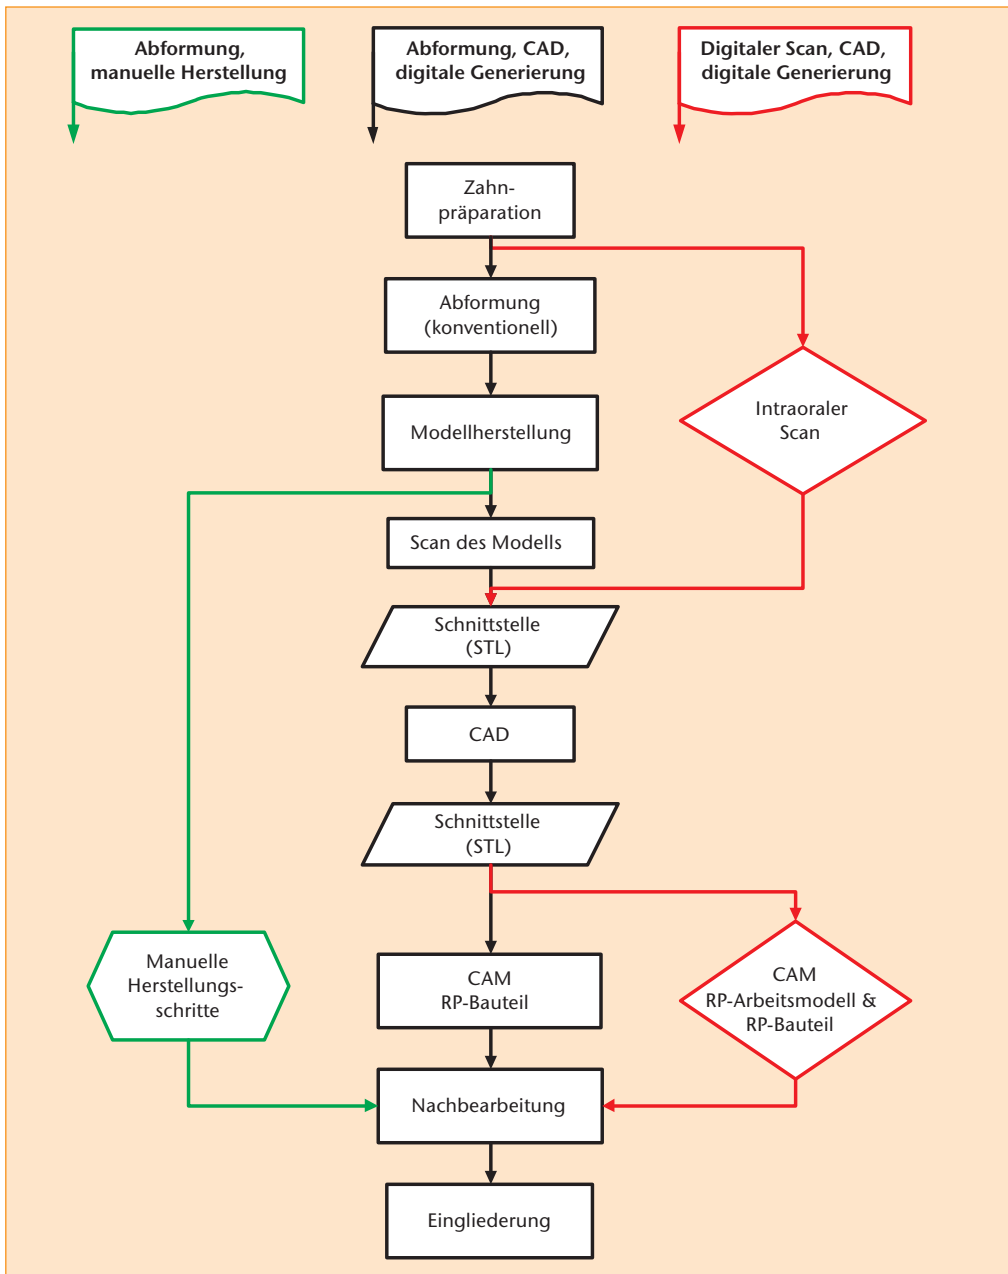 Abformung,
manuelle Herstellung
Abformung, CAD,
digitale Generierung
Digitaler Scan, CAD,
digitale Generierung
Zahn-
präparation
Abformung
(konventionell)
Intraoraler
Scan
Modellherstellung
Scan des Modells
Schnittstelle
(STL)
CAD
Schnittstelle
(STL)
Manuelle
Herstellungs-
schritte
CAM
RP-Bauteil
CAM
RP-Arbeitsmodell &
RP-Bauteil
Nachbearbeitung
Eingliederung